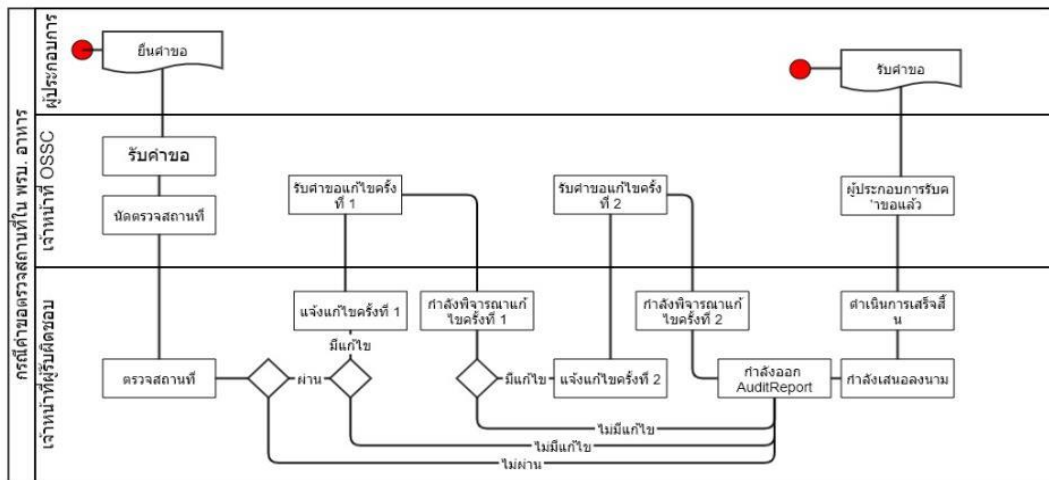 กรณีคำขอตรวจสถานที่ใน พรบ. อาหาร
ผู้ประกอบการ
ยื่นคำขอ
รับคำขอ
เจ้าหน้าที่ OSSC
รับคำขอ
นัดตรวจสถานที่
รับคำขอแก้ไขครั้ง
ที่ 1
รับคำขอแก้ไขครั้ง
ที่ 2
ผู้ประกอบการรับค
ำขอแล้ว
เจ้าหน้าที่ผู้รับผิดชอบ
แจ้งแก้ไขครั้งที่ 1
กำลังพิจารณาแก้
ไขครั้งที่ 1
กำลังพิจารณาแก้
ไขครั้งที่ 2
ดำเนินการเสร็จสิ้
น
มีแก้ไข
ตรวจสถานที่
ผ่าน
มีแก้ไข
แจ้งแก้ไขครั้งที่ 2
กำลังออก
AuditReport
กำลังเสนอลงนาม
ไม่มีแก้ไข
ไม่มีแก้ไข
ไม่ผ่าน